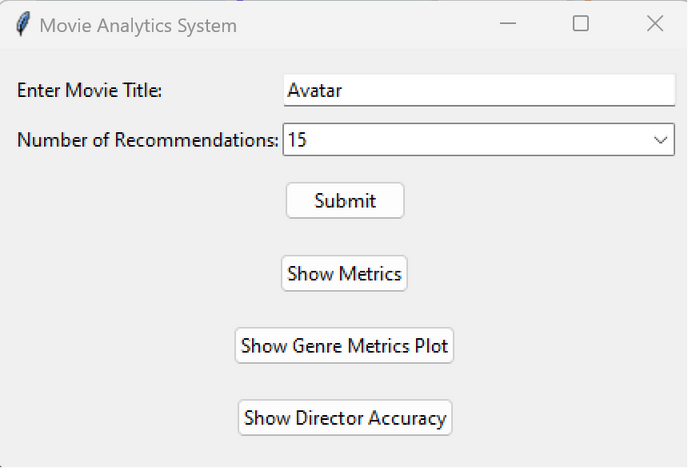 Movie Analytics System
Enter Movie Title: Avatar
Number of Recommendations: 15
Submit
Show Metrics
Show Genre Metrics Plot
Show Director Accuracy